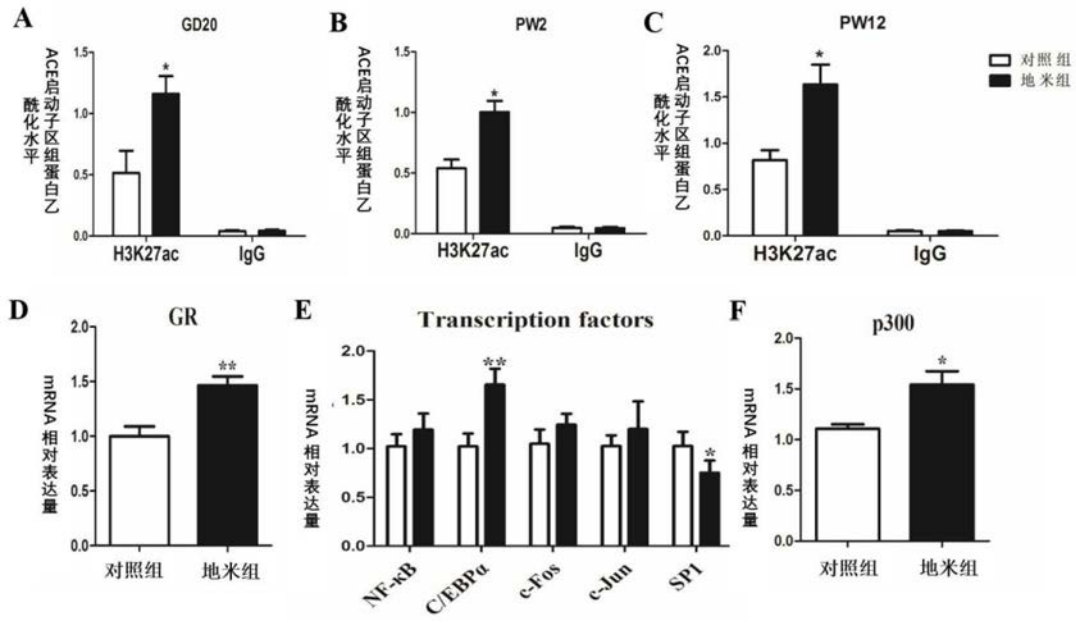 A
GD20
ACE启动子区组蛋白乙
酰化水平
1.5
1.0
0.5
0.0
H3K27ac
IgG
*
B
PW2
ACE启动子区组蛋白乙
酰化水平
1.5
1.0
0.5
0.0
H3K27ac
IgG
*
C
PW12
ACE启动子区组蛋白乙
酰化水平
2.0
1.5
1.0
0.5
0.0
H3K27ac
IgG
*
对照组
地米组
D
GR
mRNA 相对表达量
2.0
1.5
1.0
0.5
0.0
**
对照组
地米组
E
Transcription factors
mRNA 相对表达量
2.0
1.5
1.0
0.5
0.0
**
*
NF-κB
C/EBPα
c-Fos
c-Jun
SP1
F
p300
mRNA 相对表达量
2.0
1.5
1.0
0.5
0.0
*
对照组
地米组